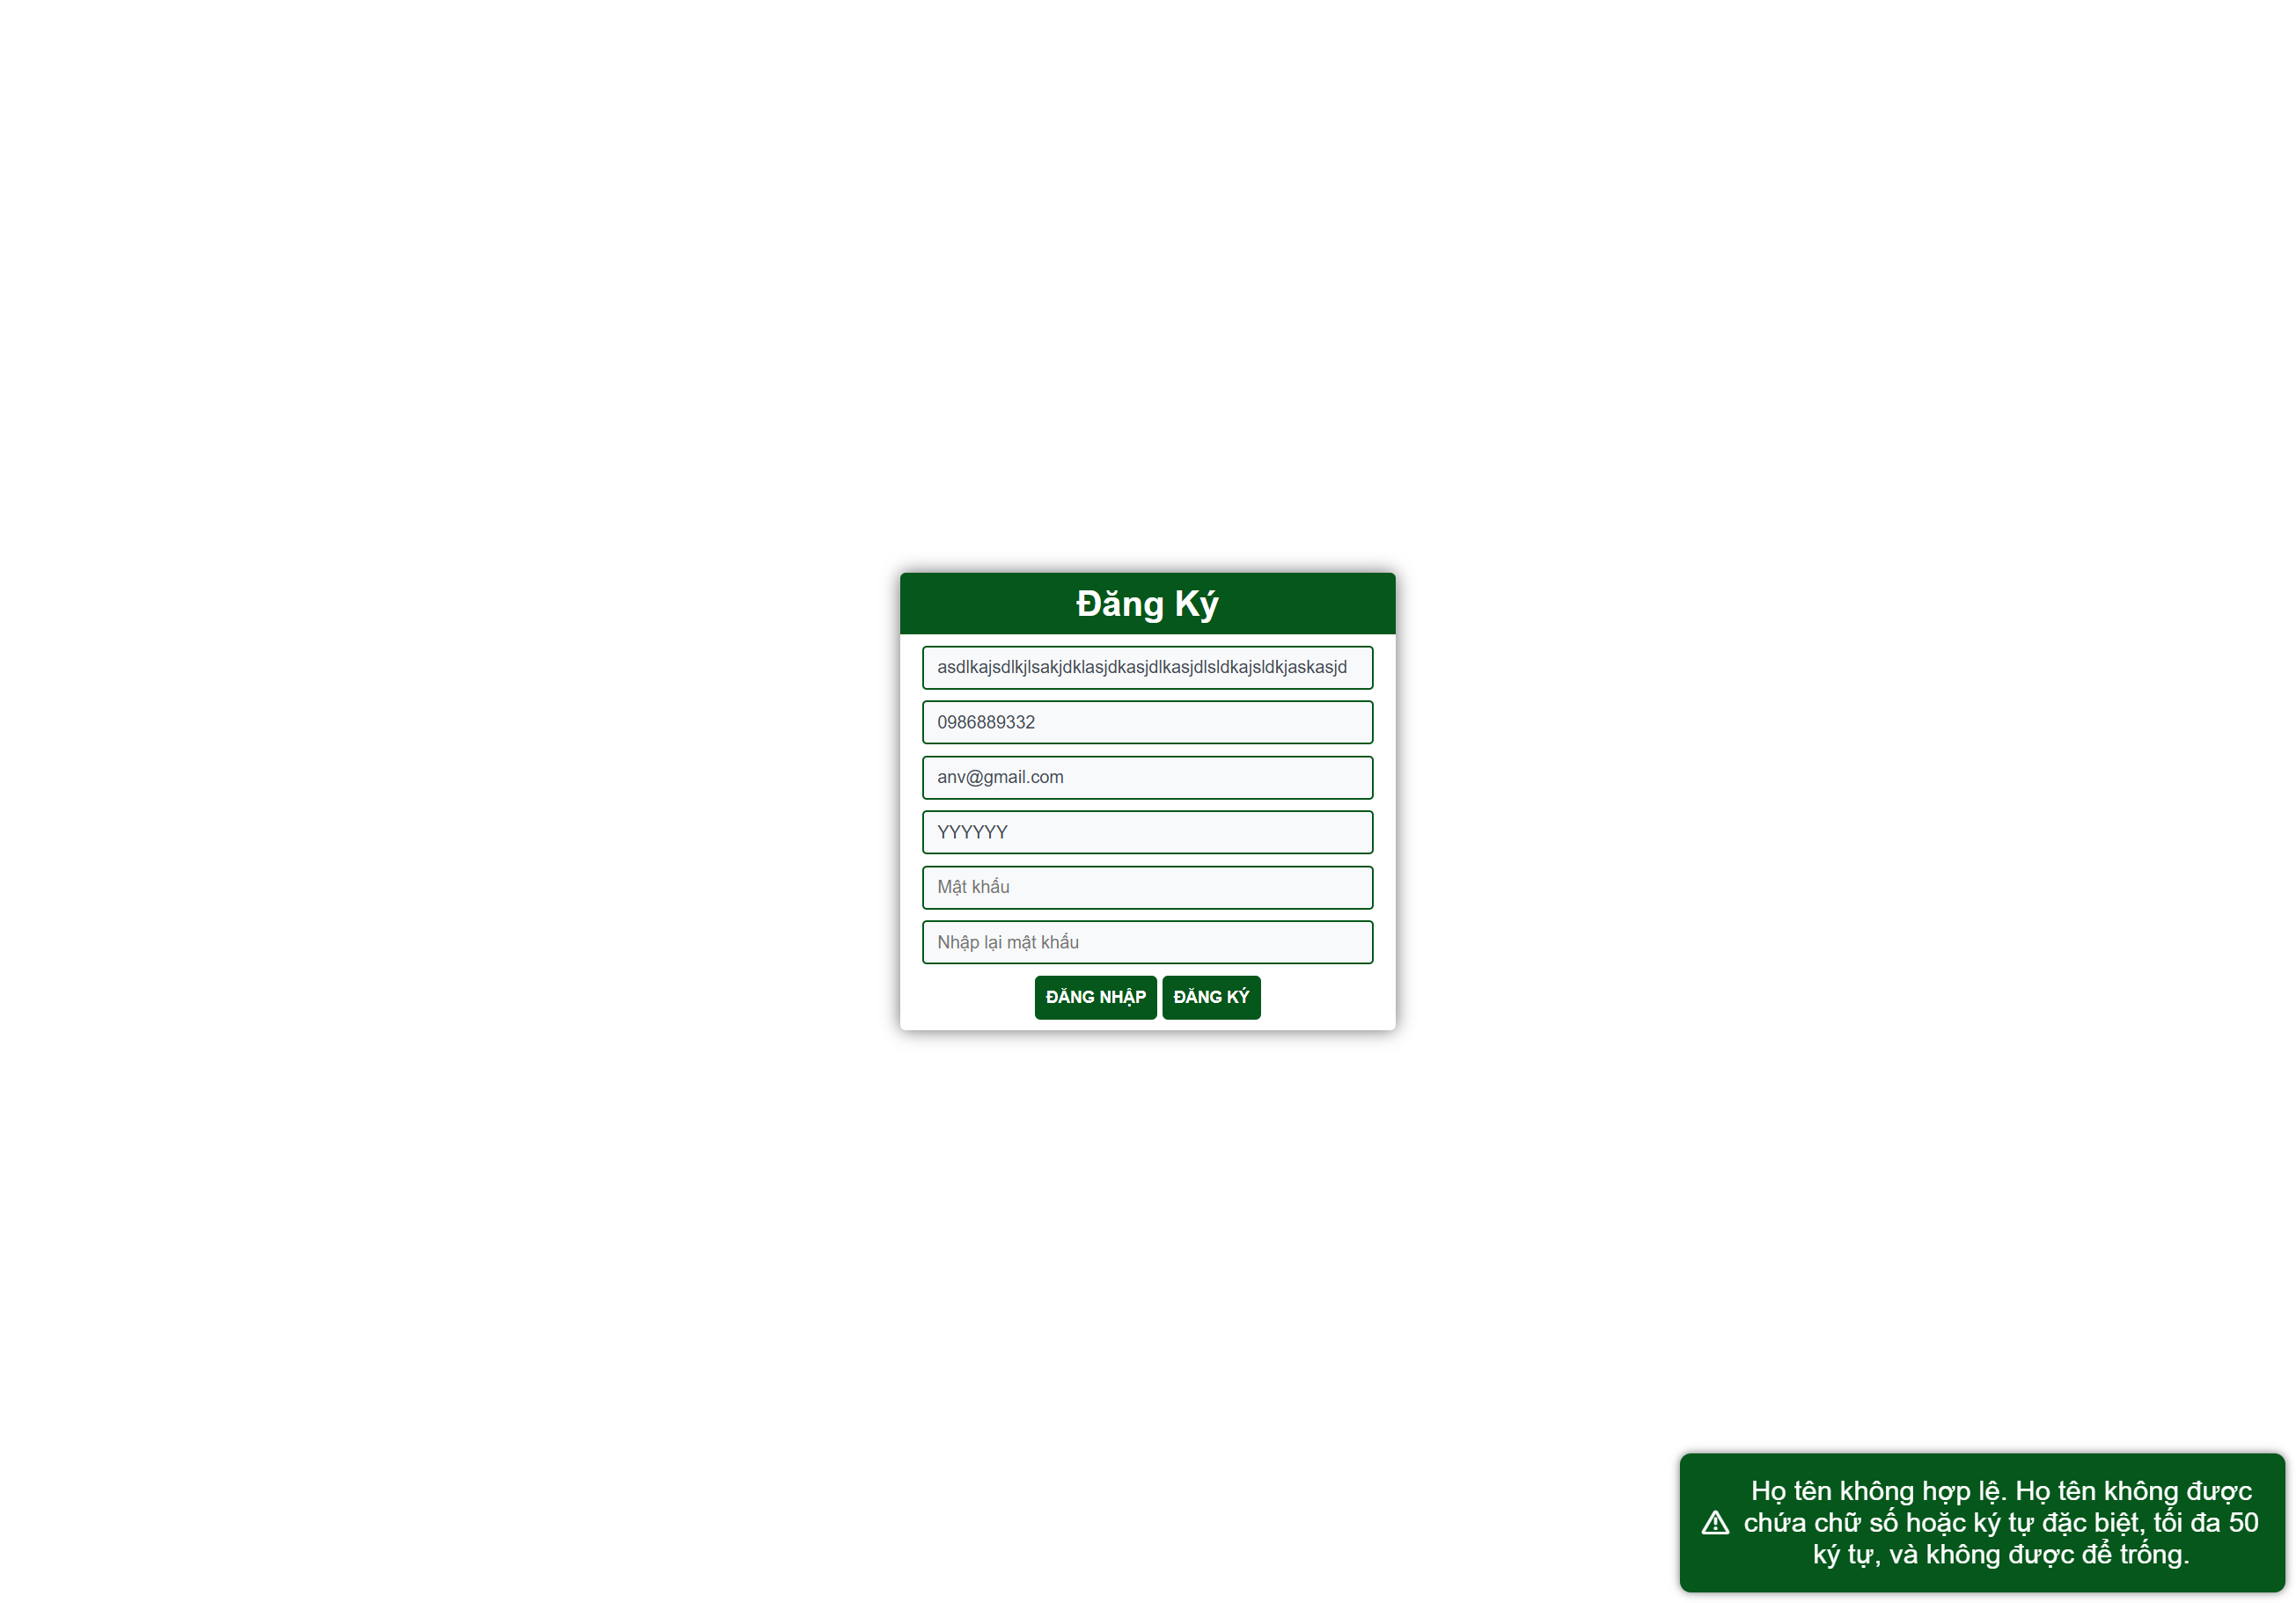 Đăng Ký
asdlkajsdlkjlsakjdklasjdkasjdlkasjdlsldkajsldkjaskasjd
0986889332
anv@gmail.com
YYYYYY
Mật khẩu
Nhập lại mật khẩu
ĐĂNG NHẬP ĐĂNG KÝ
Họ tên không hợp lệ. Họ tên không được
chứa chữ số hoặc ký tự đặc biệt, tối đa 50
ký tự, và không được để trống.